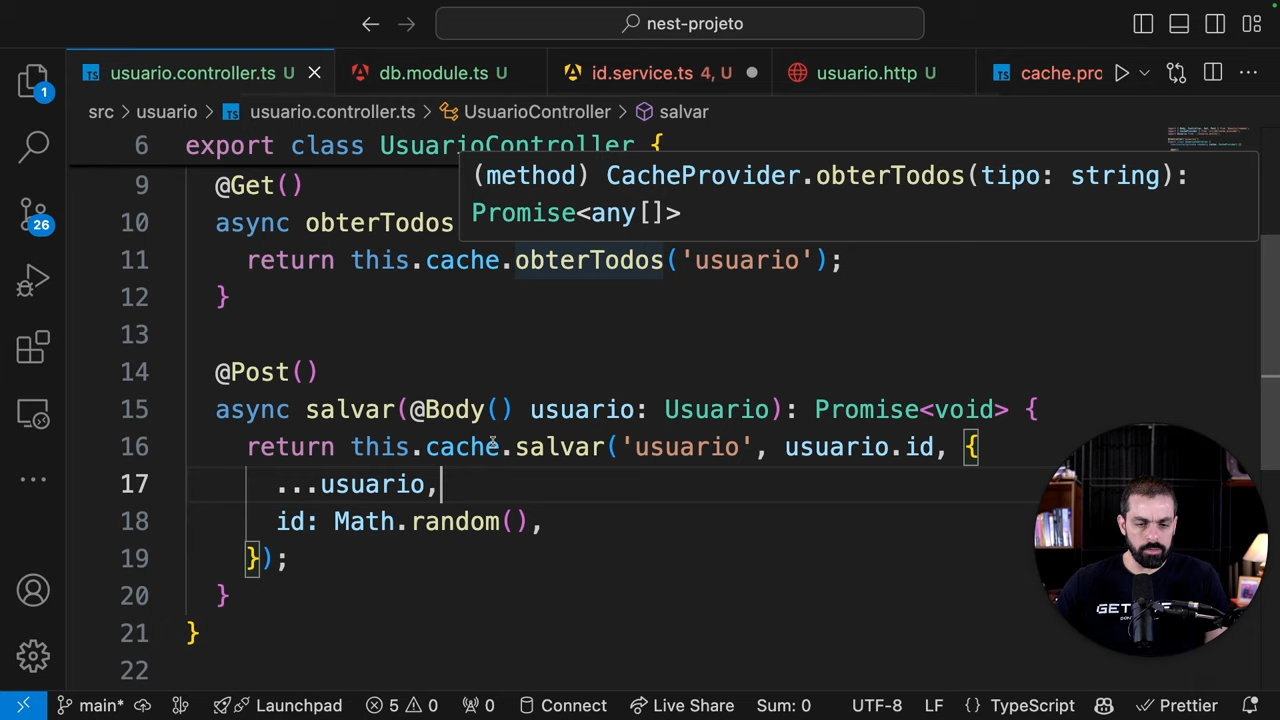 nest-projeto
usuario.controller.ts U
db.module.ts U
id.service.ts 4, U
usuario.http U
cache.pro
src > usuario > usuario.controller.ts > UsuarioController > salvar
6 export class UsuarioController {
(method) CacheProvider.obterTodos(tipo: string):
Promise<any[]>
9 @Get()
10 async obterTodos
11 return this.cache.obterTodos('usuario');
12 }
13
14 @Post()
15 async salvar(@Body() usuario: Usuario): Promise<void> {
16 return this.cache.salvar('usuario', usuario.id, {
17 ...usuario,
18 id: Math.random(),
19 });
20 }
21 }
22
1
26
main* Launchpad 5 0 0 Connect Live Share Sum: 0 UTF-8 LF {} TypeScript Prettier